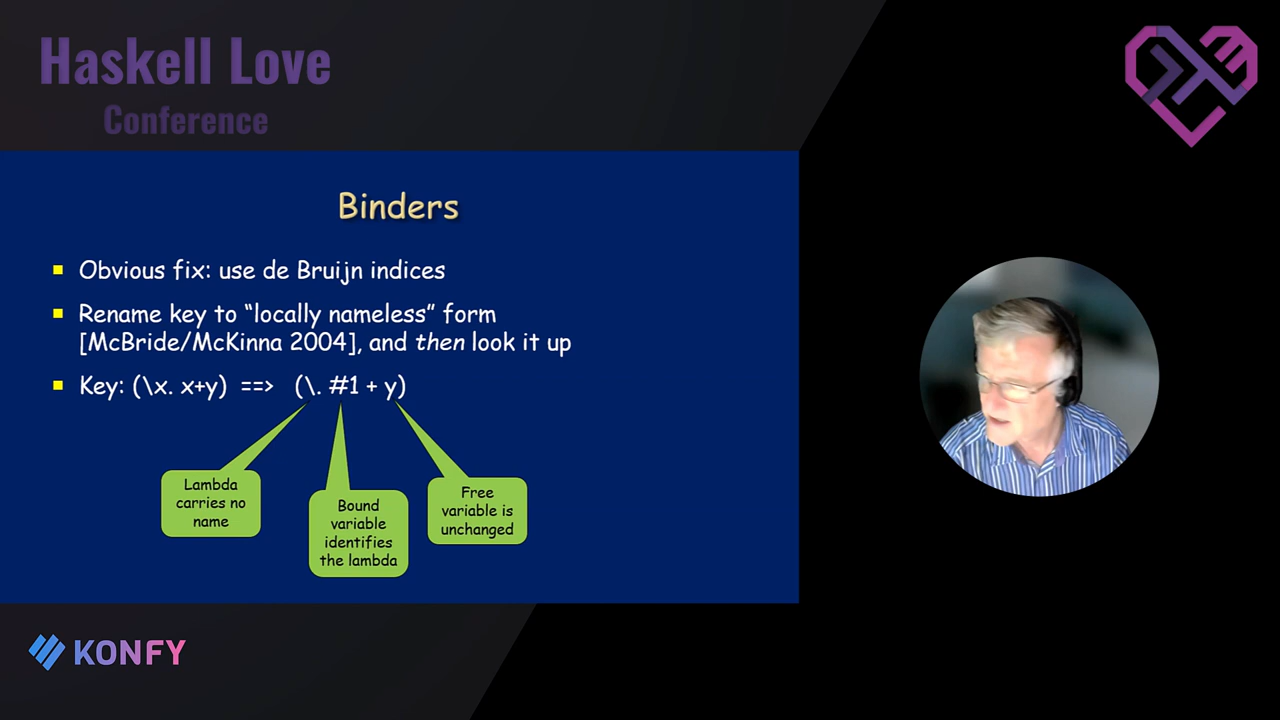 Haskell Love
Conference
Binders
Obvious fix: use de Bruijn indices
Rename key to “locally nameless” form
[McBride/McKinna 2004], and then look it up
Key: (\x. x+y) ==> (\. #1 + y)
Lambda
carries no
name
Bound
variable
identifies
the lambda
Free
variable is
unchanged
KONFY